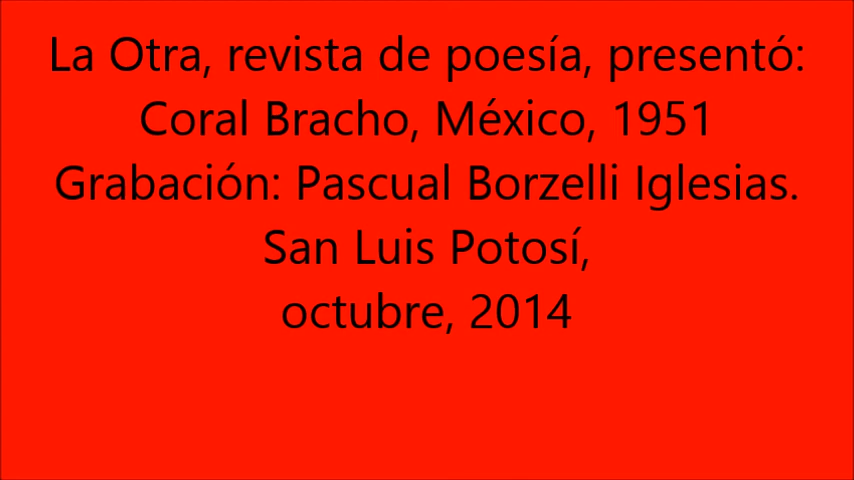 La Otra, revista de poesía, presentó:
Coral Bracho, México, 1951
Grabación: Pascual Borzelli Iglesias.
San Luis Potosí,
octubre, 2014